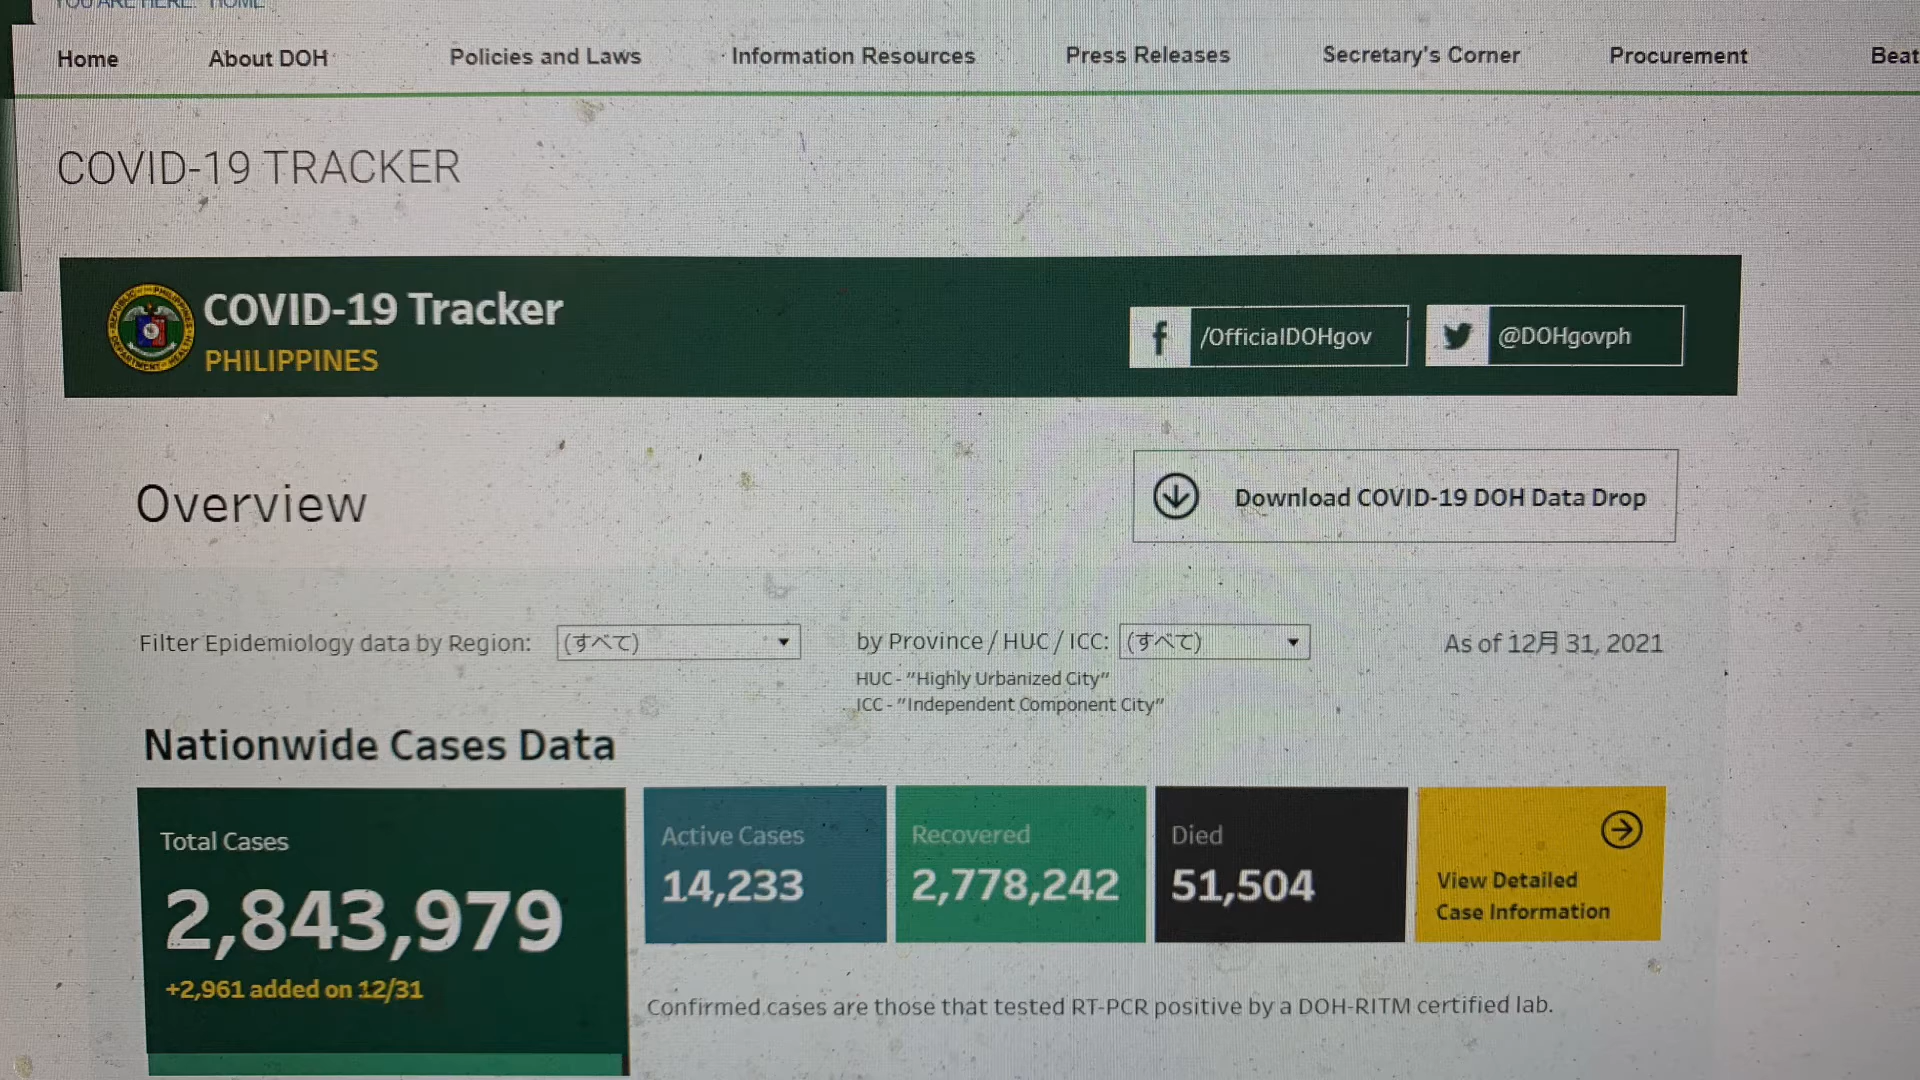 YOU ARE HERE: HOME
Home About DOH Policies and Laws Information Resources Press Releases Secretary's Corner Procurement Beat
COVID-19 TRACKER
COVID-19 Tracker
PHILIPPINES
/OfficialDOHgov
@DOHgovph
Overview
Download COVID-19 DOH Data Drop
Filter Epidemiology data by Region: (すべて) by Province / HUC / ICC: (すべて) As of 12月 31, 2021
HUC - "Highly Urbanized City"
ICC - "Independent Component City"
Nationwide Cases Data
Total Cases
2,843,979
+2,961 added on 12/31
Active Cases
14,233
Recovered
2,778,242
Died
51,504
View Detailed
Case Information
Confirmed cases are those that tested RT-PCR positive by a DOH-RITM certified lab.